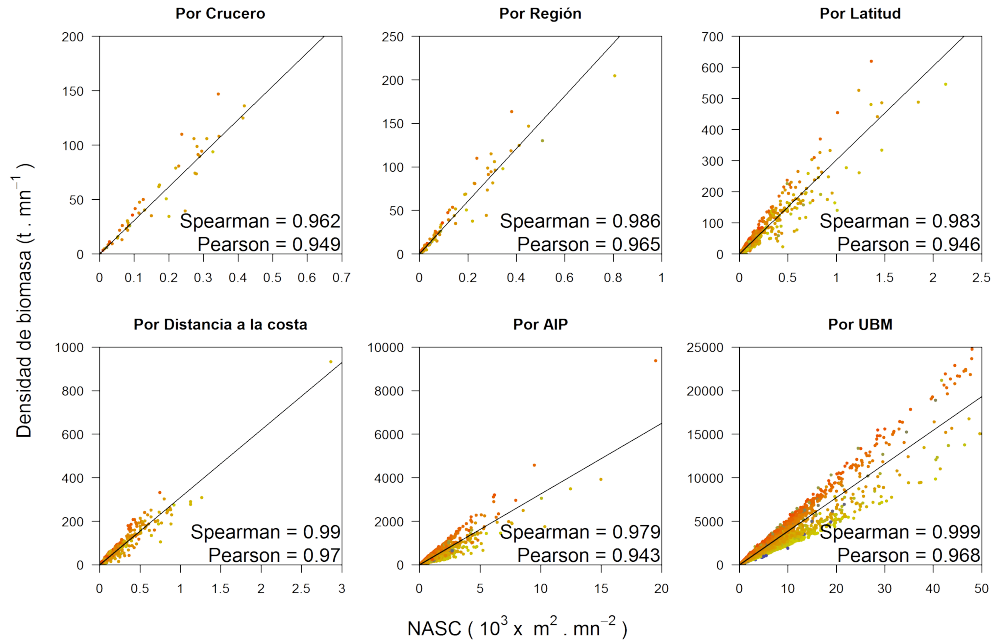 Por Crucero
Por Región
Por Latitud
200
150
100
50
0
0 0.1 0.2 0.3 0.4 0.5 0.6 0.7
Spearman = 0.962
Pearson = 0.949
250
200
150
100
50
0
0 0.2 0.4 0.6 0.8 1
Spearman = 0.986
Pearson = 0.965
700
600
500
400
300
200
100
0
0 0.5 1.0 1.5 2.0 2.5
Spearman = 0.983
Pearson = 0.946
Densidad de biomasa (t . mn⁻¹ )
Por Distancia a la costa
Por AIP
Por UBM
1000
800
600
400
200
0
0 0.5 1 1.5 2 2.5 3
Spearman = 0.99
Pearson = 0.97
10000
8000
6000
4000
2000
0
0 5 10 15 20
Spearman = 0.979
Pearson = 0.943
25000
20000
15000
10000
5000
0
0 10 20 30 40 50
Spearman = 0.999
Pearson = 0.968
NASC ( 10³ x m² . mn⁻² )